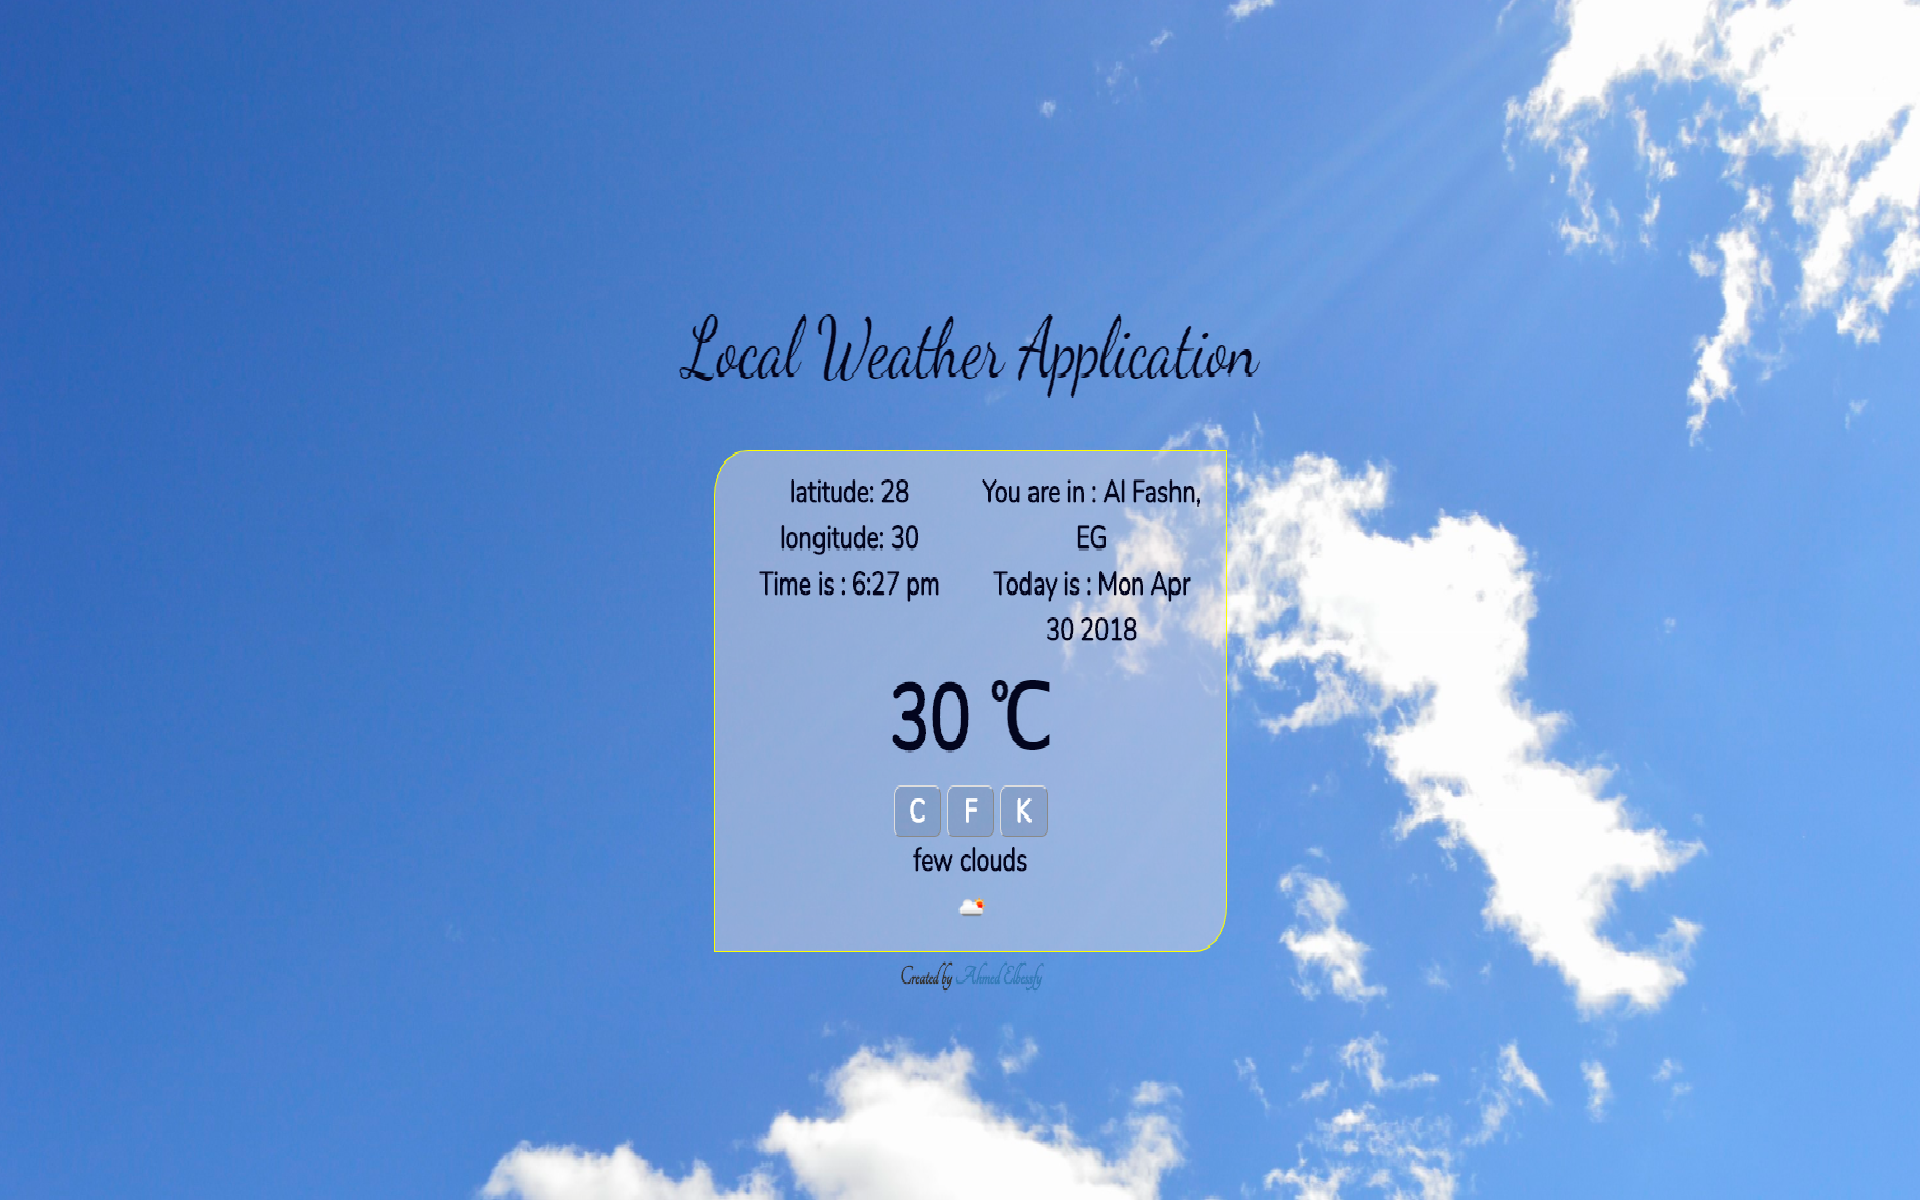 Local Weather Application
latitude: 28
longitude: 30
Time is : 6:27 pm
You are in : Al Fashn,
EG
Today is : Mon Apr
30 2018
30 ℃
C F K
few clouds
Created by Ahmed Elbessfy